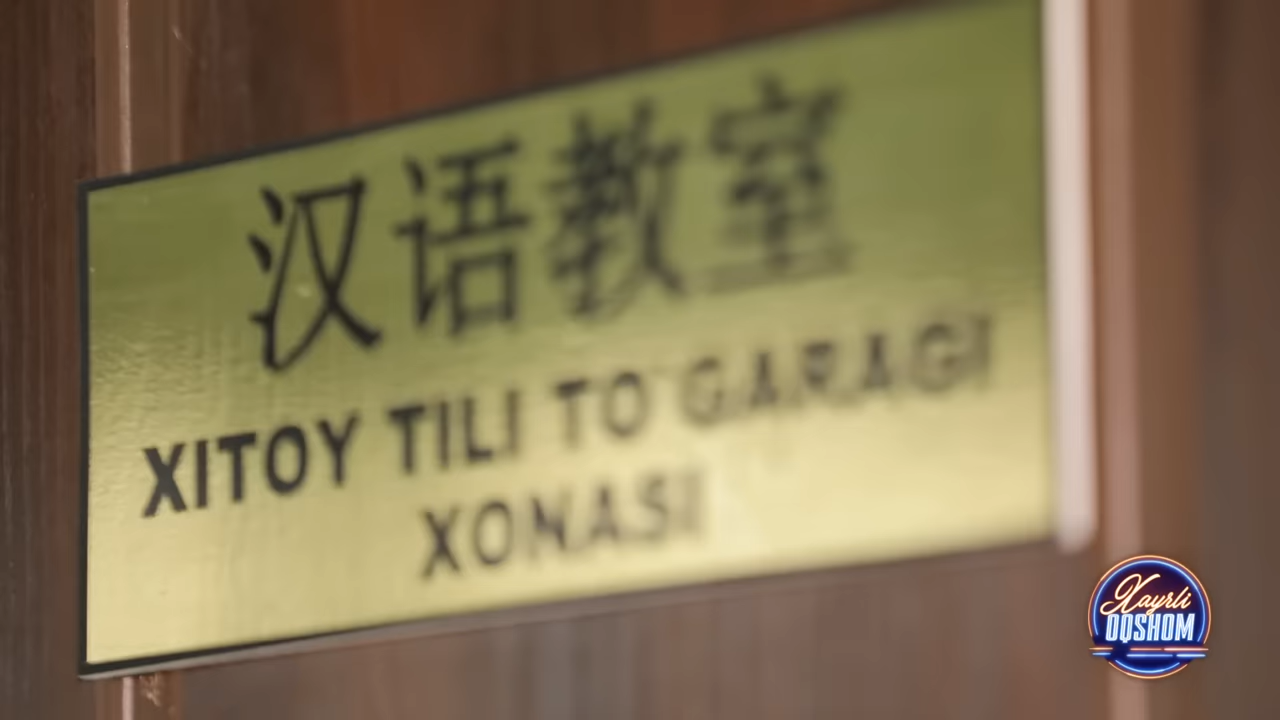 汉语教室
XITOY TILI TO GARAGI
XONASI
Xayrli
OQSHOM